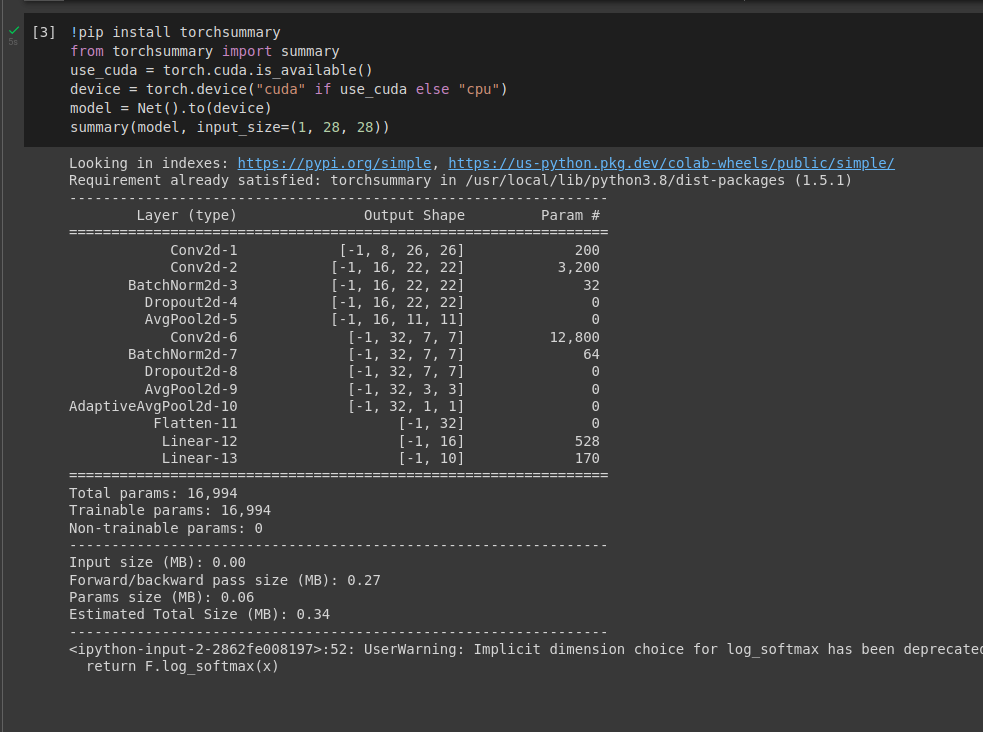 5s
[3] !pip install torchsummary
from torchsummary import summary
use_cuda = torch.cuda.is_available()
device = torch.device("cuda" if use_cuda else "cpu")
model = Net().to(device)
summary(model, input_size=(1, 28, 28))
Looking in indexes: https://pypi.org/simple, https://us-python.pkg.dev/colab-wheels/public/simple/
Requirement already satisfied: torchsummary in /usr/local/lib/python3.8/dist-packages (1.5.1)
----------------------------------------------------------------
Layer (type) Output Shape Param #
================================================================
Conv2d-1 [-1, 8, 26, 26] 200
Conv2d-2 [-1, 16, 22, 22] 3,200
BatchNorm2d-3 [-1, 16, 22, 22] 32
Dropout2d-4 [-1, 16, 22, 22] 0
AvgPool2d-5 [-1, 16, 11, 11] 0
Conv2d-6 [-1, 32, 7, 7] 12,800
BatchNorm2d-7 [-1, 32, 7, 7] 64
Dropout2d-8 [-1, 32, 7, 7] 0
AvgPool2d-9 [-1, 32, 3, 3] 0
AdaptiveAvgPool2d-10 [-1, 32, 1, 1] 0
Flatten-11 [-1, 32] 0
Linear-12 [-1, 16] 528
Linear-13 [-1, 10] 170
================================================================
Total params: 16,994
Trainable params: 16,994
Non-trainable params: 0
----------------------------------------------------------------
Input size (MB): 0.00
Forward/backward pass size (MB): 0.27
Params size (MB): 0.06
Estimated Total Size (MB): 0.34
----------------------------------------------------------------
<ipython-input-2-2862fe008197>:52: UserWarning: Implicit dimension choice for log_softmax has been deprecated
return F.log_softmax(x)